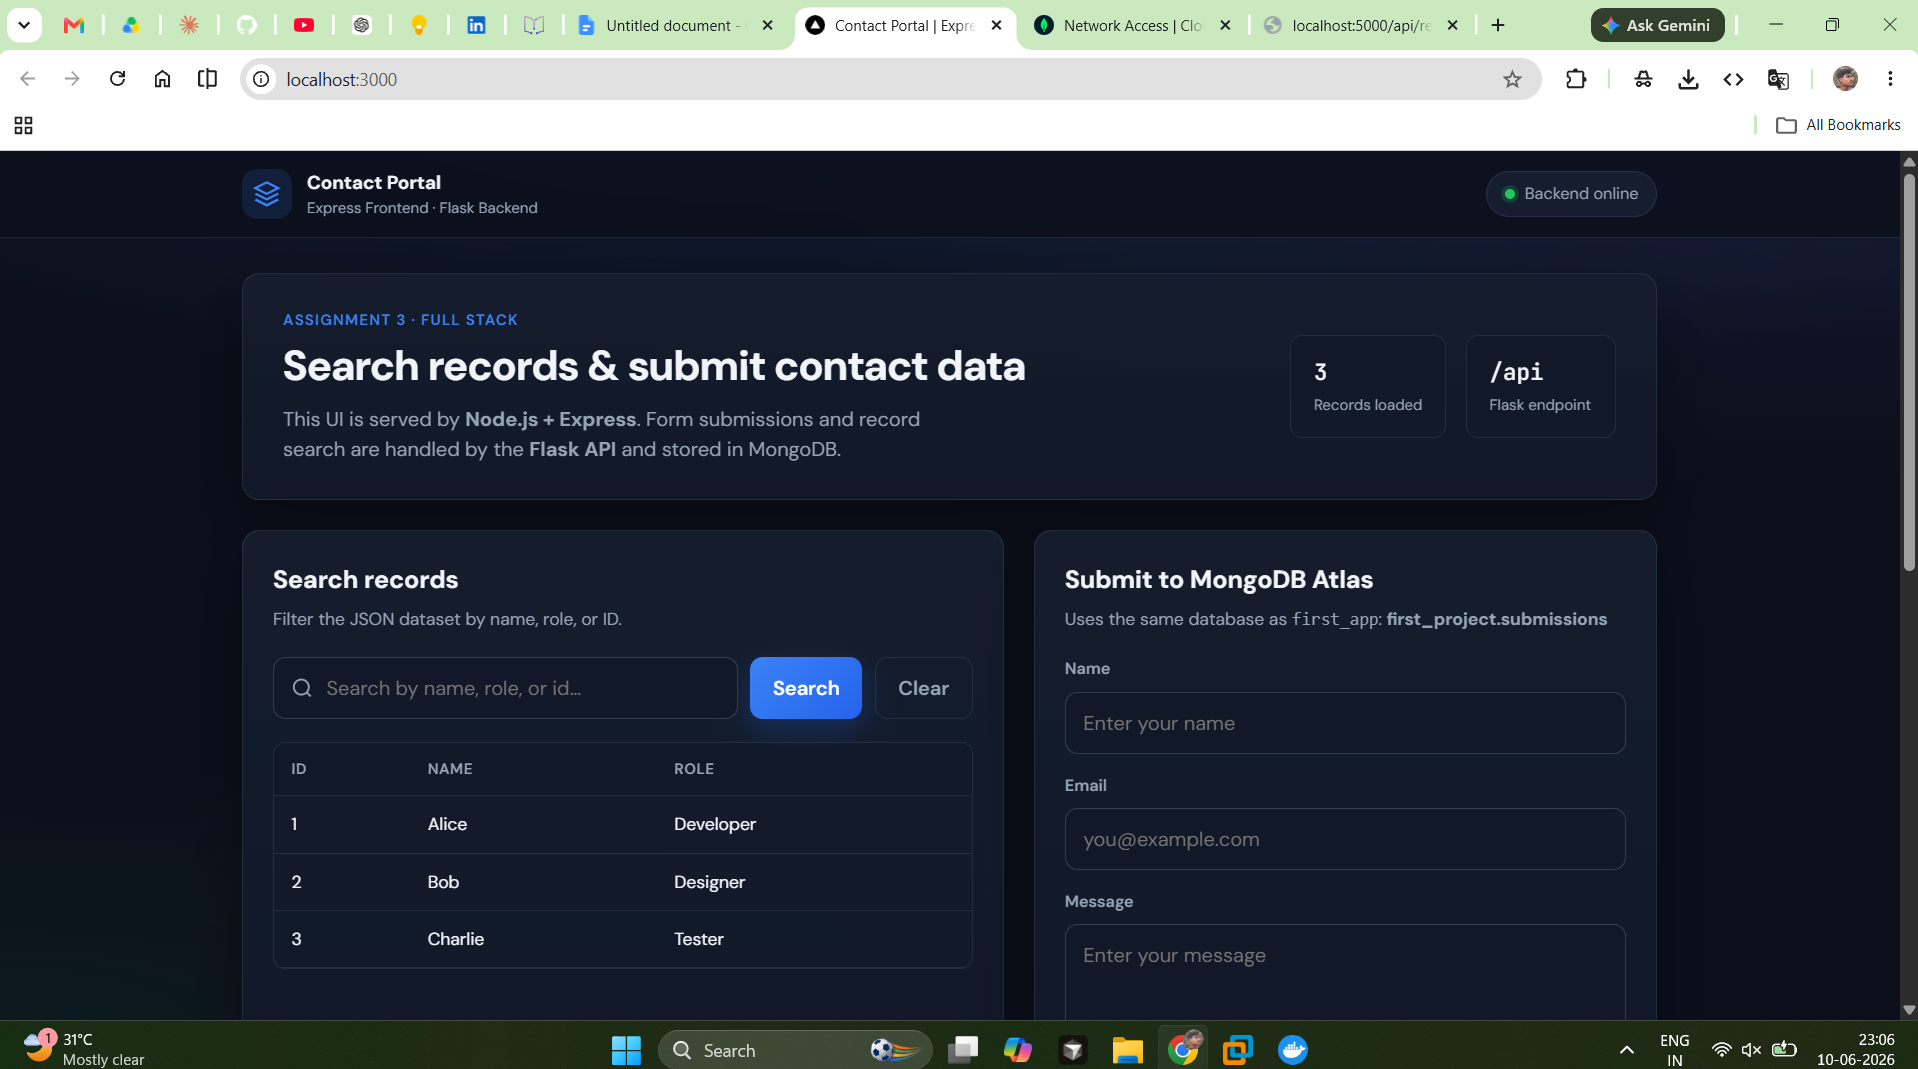 Untitled document -
Contact Portal | Expre
Network Access | Clo
localhost:5000/api/re
Ask Gemini
localhost:3000
All Bookmarks
Contact Portal
Express Frontend · Flask Backend
Backend online
ASSIGNMENT 3 · FULL STACK
Search records & submit contact data
This UI is served by Node.js + Express. Form submissions and record
search are handled by the Flask API and stored in MongoDB.
3
Records loaded
/api
Flask endpoint
Search records
Filter the JSON dataset by name, role, or ID.
Search by name, role, or id...
Search
Clear
ID NAME ROLE
1 Alice Developer
2 Bob Designer
3 Charlie Tester
Submit to MongoDB Atlas
Uses the same database as first_app: first_project.submissions
Name
Enter your name
Email
you@example.com
Message
Enter your message
1
31°C
Mostly clear
Search
ENG
IN
23:06
10-06-2026